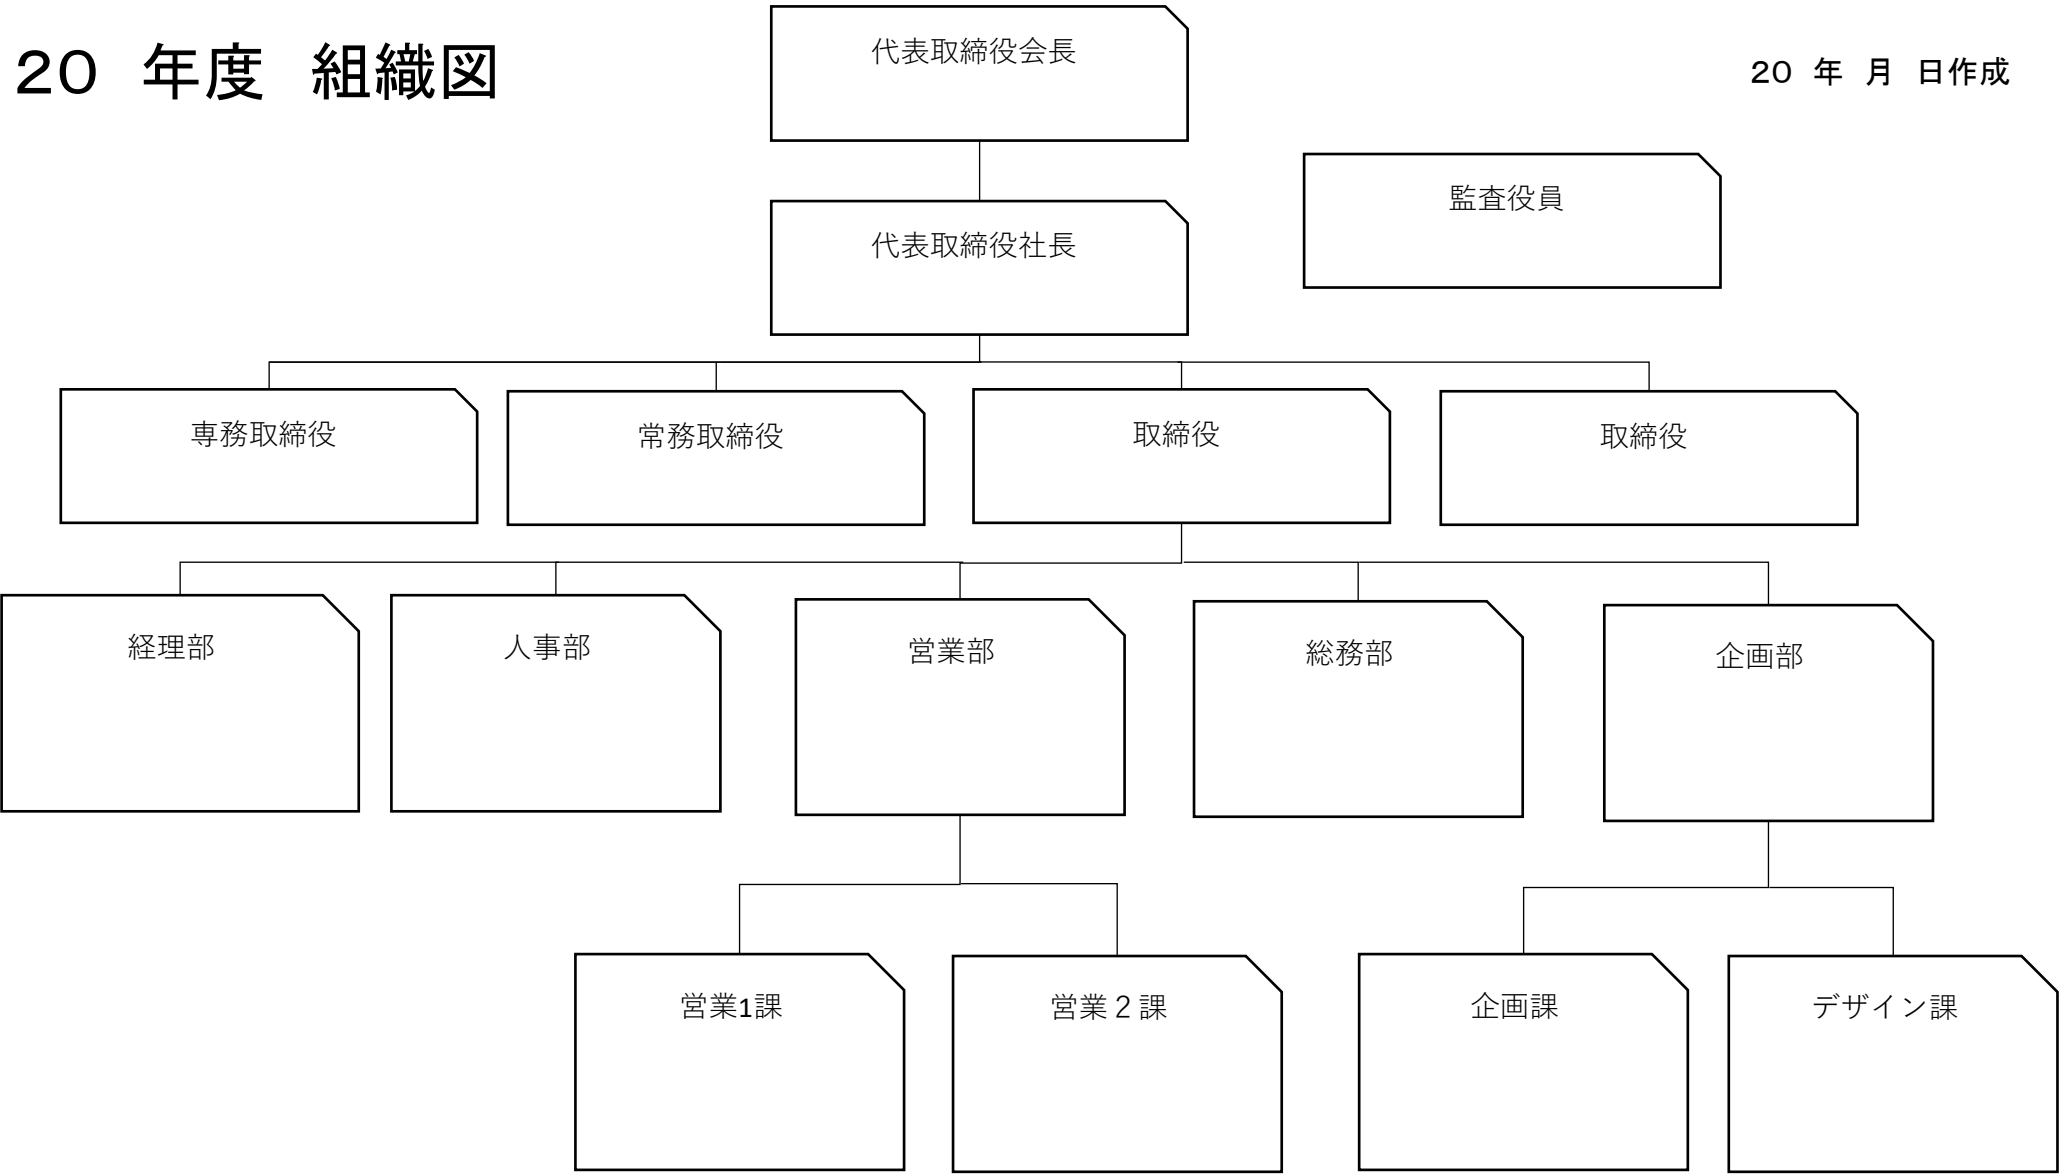 20　年度　組織図
20　年　月　日作成
代表取締役会長
監査役員
代表取締役社長
専務取締役
常務取締役
取締役
取締役
経理部
人事部
営業部
総務部
企画部
営業1課
営業２課
企画課
デザイン課